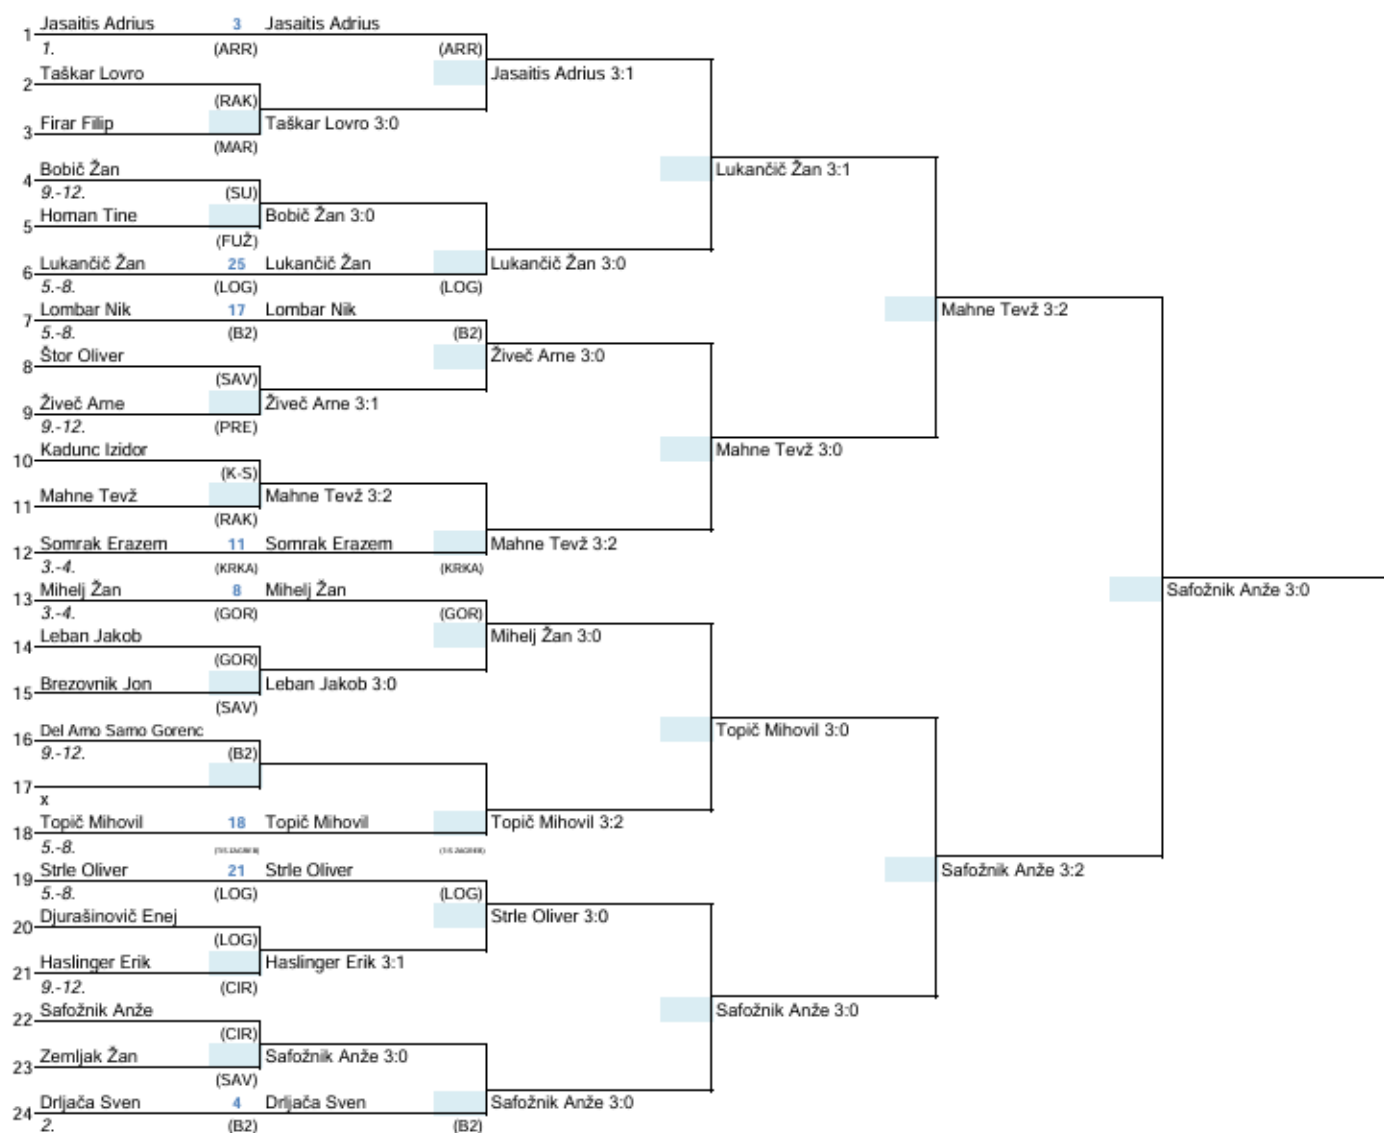 Jasaitis Adrius 3 Jasaitis Adrius
1
1. (ARR) (ARR)
Taškar Lovro Jasaitis Adrius 3:1
2
(RAK)
Firar Filip Taškar Lovro 3:0
3
(MAR)
Bobič Žan Lukančič Žan 3:1
4
9.-12. (SU)
Homan Tine Bobič Žan 3:0
5
(FUŽ)
Lukančič Žan 25 Lukančič Žan Lukančič Žan 3:0
6
5.-8. (LOG) (LOG)
Lombar Nik 17 Lombar Nik Mahne Tevž 3:2
7
5.-8. (B2) (B2)
Štor Oliver Živeč Arne 3:0
8
(SAV)
Živeč Arne Živeč Arne 3:1
9
9.-12. (PRE)
Kadunc Izidor Mahne Tevž 3:0
10
(K-S)
Mahne Tevž Mahne Tevž 3:2
11
(RAK)
Somrak Erazem 11 Somrak Erazem Mahne Tevž 3:2
12
3.-4. (KRKA) (KRKA)
Mihelj Žan 8 Mihelj Žan Safožnik Anže 3:0
13
3.-4. (GOR) (GOR)
Leban Jakob Mihelj Žan 3:0
14
(GOR)
Brezovnik Jon Leban Jakob 3:0
15
(SAV)
Del Amo Samo Gorenc Topič Mihovil 3:0
16
9.-12. (B2)
17
x
Topič Mihovil 18 Topič Mihovil Topič Mihovil 3:2
18
5.-8.
Strle Oliver 21 Strle Oliver Safožnik Anže 3:2
19
5.-8. (LOG) (LOG)
Djurašinovič Enej Strle Oliver 3:0
20
(LOG)
Haslinger Erik Haslinger Erik 3:1
21
9.-12. (CIR)
Safožnik Anže Safožnik Anže 3:0
22
(CIR)
Zemljak Žan Safožnik Anže 3:0
23
(SAV)
Drljača Sven 4 Drljača Sven Safožnik Anže 3:0
24
2. (B2) (B2)